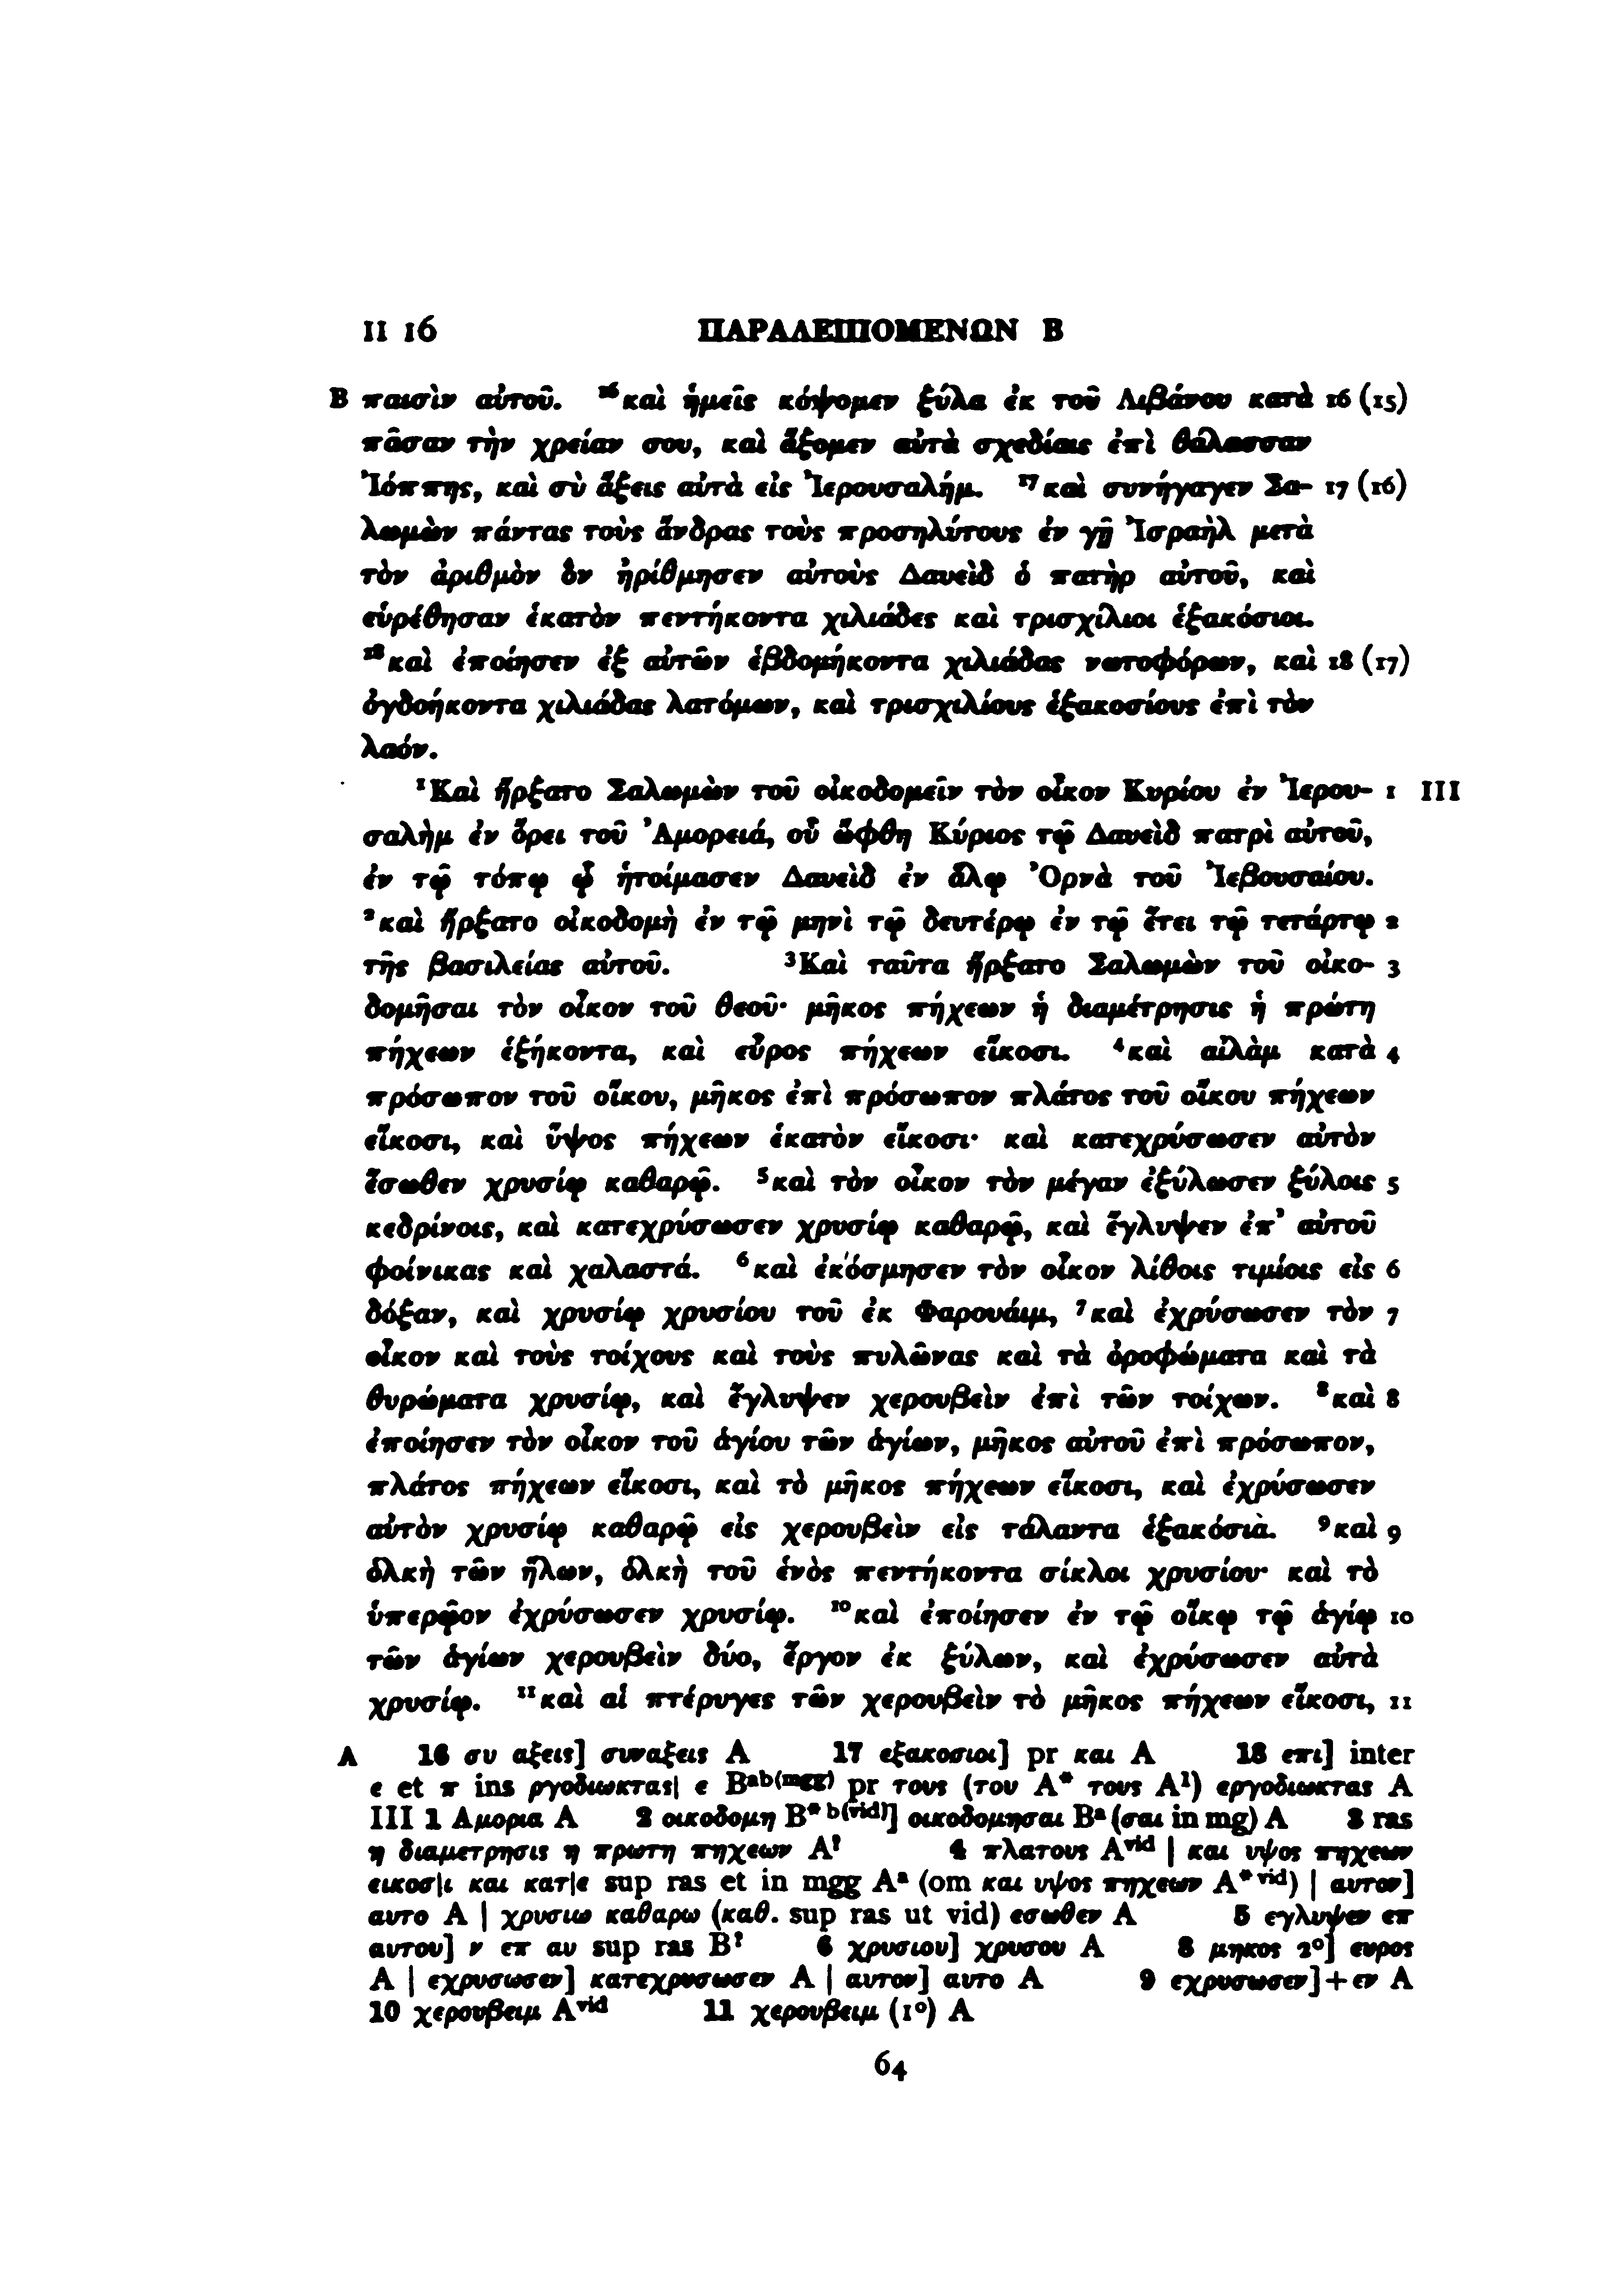 II 16 ΠΑΡΑΛΕΙΠΟΜΕΝΩΝ Β
B παισὶν αὐτοῦ. ¹⁶καὶ ἡμεῖς κόψομεν ξύλα ἐκ τοῦ Λιβάνου κατὰ 16 (15)
πᾶσαν τὴν χρείαν σου, καὶ ἄξομεν αὐτὰ σχεδίαις ἐπὶ θάλασσαν
Ἰόππης, καὶ σὺ ἄξεις αὐτὰ εἰς Ἰερουσαλήμ. ¹⁷καὶ συνήγαγεν Σα- 17 (16)
λωμὼν πάντας τοὺς ἄνδρας τοὺς προσηλύτους ἐν γῇ Ἰσραὴλ μετὰ
τὸν ἀριθμὸν ὃν ἠρίθμησεν αὐτοὺς Δαυεὶδ ὁ πατὴρ αὐτοῦ, καὶ
εὑρέθησαν ἑκατὸν πεντήκοντα χιλιάδες καὶ τρισχίλιοι ἑξακόσιοι.
¹⁸καὶ ἐποίησεν ἐξ αὐτῶν ἑβδομήκοντα χιλιάδας νωτοφόρων, καὶ 18 (17)
ὀγδοήκοντα χιλιάδας λατόμων, καὶ τρισχιλίους ἑξακοσίους ἐπὶ τὸν
λαόν.
¹Καὶ ἤρξατο Σαλωμὼν τοῦ οἰκοδομεῖν τὸν οἶκον Κυρίου ἐν Ἰερου- 1 III
σαλὴμ ἐν ὄρει τοῦ Ἀμορειά, οὗ ὤφθη Κύριος τῷ Δαυεὶδ πατρὶ αὐτοῦ,
ἐν τῷ τόπῳ ᾧ ἡτοίμασεν Δαυεὶδ ἐν ἅλῳ Ὀρνὰ τοῦ Ἰεβουσαίου.
²καὶ ἤρξατο οἰκοδομὴ ἐν τῷ μηνὶ τῷ δευτέρῳ ἐν τῷ ἔτει τῷ τετάρτῳ 2
τῆς βασιλείας αὐτοῦ. ³Καὶ ταῦτα ἤρξατο Σαλωμὼν τοῦ οἰκο- 3
δομῆσαι τὸν οἶκον τοῦ θεοῦ· μῆκος πήχεων ἡ διαμέτρησις ἡ πρώτη
πήχεων ἑξήκοντα, καὶ εὖρος πήχεων εἴκοσι. ⁴καὶ αἰλὰμ κατὰ 4
πρόσωπον τοῦ οἴκου, μῆκος ἐπὶ πρόσωπον πλάτος τοῦ οἴκου πήχεων
εἴκοσι, καὶ ὕψος πήχεων ἑκατὸν εἴκοσι· καὶ κατεχρύσωσεν αὐτὸν
ἔσωθεν χρυσίῳ καθαρῷ. ⁵καὶ τὸν οἶκον τὸν μέγαν ἐξύλωσεν ξύλοις 5
κεδρίνοις, καὶ κατεχρύσωσεν χρυσίῳ καθαρῷ, καὶ ἔγλυψεν ἐπ᾽ αὐτοῦ
φοίνικας καὶ χαλαστά. ⁶καὶ ἐκόσμησεν τὸν οἶκον λίθοις τιμίοις εἰς 6
δόξαν, καὶ χρυσίῳ χρυσίου τοῦ ἐκ Φαρουάιμ, ⁷καὶ ἐχρύσωσεν τὸν 7
οἶκον καὶ τοὺς τοίχους καὶ τοὺς πυλῶνας καὶ τὰ ὀροφώματα καὶ τὰ
θυρώματα χρυσίῳ, καὶ ἔγλυψεν χερουβεὶν ἐπὶ τῶν τοίχων. ⁸καὶ 8
ἐποίησεν τὸν οἶκον τοῦ ἁγίου τῶν ἁγίων, μῆκος αὐτοῦ ἐπὶ πρόσωπον,
πλάτος πήχεων εἴκοσι, καὶ τὸ μῆκος πήχεων εἴκοσι, καὶ ἐχρύσωσεν
αὐτὸν χρυσίῳ καθαρῷ εἰς χερουβεὶν εἰς τάλαντα ἑξακόσια. ⁹καὶ 9
ὁλκὴ τῶν ἥλων, ὁλκὴ τοῦ ἑνὸς πεντήκοντα σίκλοι χρυσίου· καὶ τὸ
ὑπερῷον ἐχρύσωσεν χρυσίῳ. ¹⁰καὶ ἐποίησεν ἐν τῷ οἴκῳ τῷ ἁγίῳ 10
τῶν ἁγίων χερουβεὶν δύο, ἔργον ἐκ ξύλων, καὶ ἐχρύσωσεν αὐτὰ
χρυσίῳ. ¹¹καὶ αἱ πτέρυγες τῶν χερουβεὶν τὸ μῆκος πήχεων εἴκοσι, 11
A 16 συ αξεις] συναξεις A 17 εξακοσιοι] pr και A 18 επι] inter
ε et π ins ργοδιωκτας| ε Bᵃᵇ⁽ᵐᵍᵍ⁾ pr τους (του A* τους A¹) εργοδιωκτας A
III 1 Αμορια A 2 οικοδομη B* ᵇ⁽ᵛⁱᵈ⁾] οικοδομησαι Bᵃ (σαι in mg) A 3 ras
η διαμετρησις η πρωτη πηχεων A? 4 πλατους Aᵛⁱᵈ | και υψος πηχεων
εικοσ|ι και κατ|ε sup ras et in mgg Aᵃ (om και υψος πηχεων A*ᵛⁱᵈ) | αυτον]
αυτο A | χρυσιω καθαρω (καθ. sup ras ut vid) εσωθεν A 5 εγλυψεν επ
αυτου] ν επ αυ sup ras B? 6 χρυσιου] χρυσου A 8 μηκος 2°] ευρος
A | εχρυσωσεν] κατεχρυσωσεν A | αυτον] αυτο A 9 εχρυσωσεν]+εν A
10 χερουβειμ Aᵛⁱᵈ 11 χερουβειμ (1°) A
64